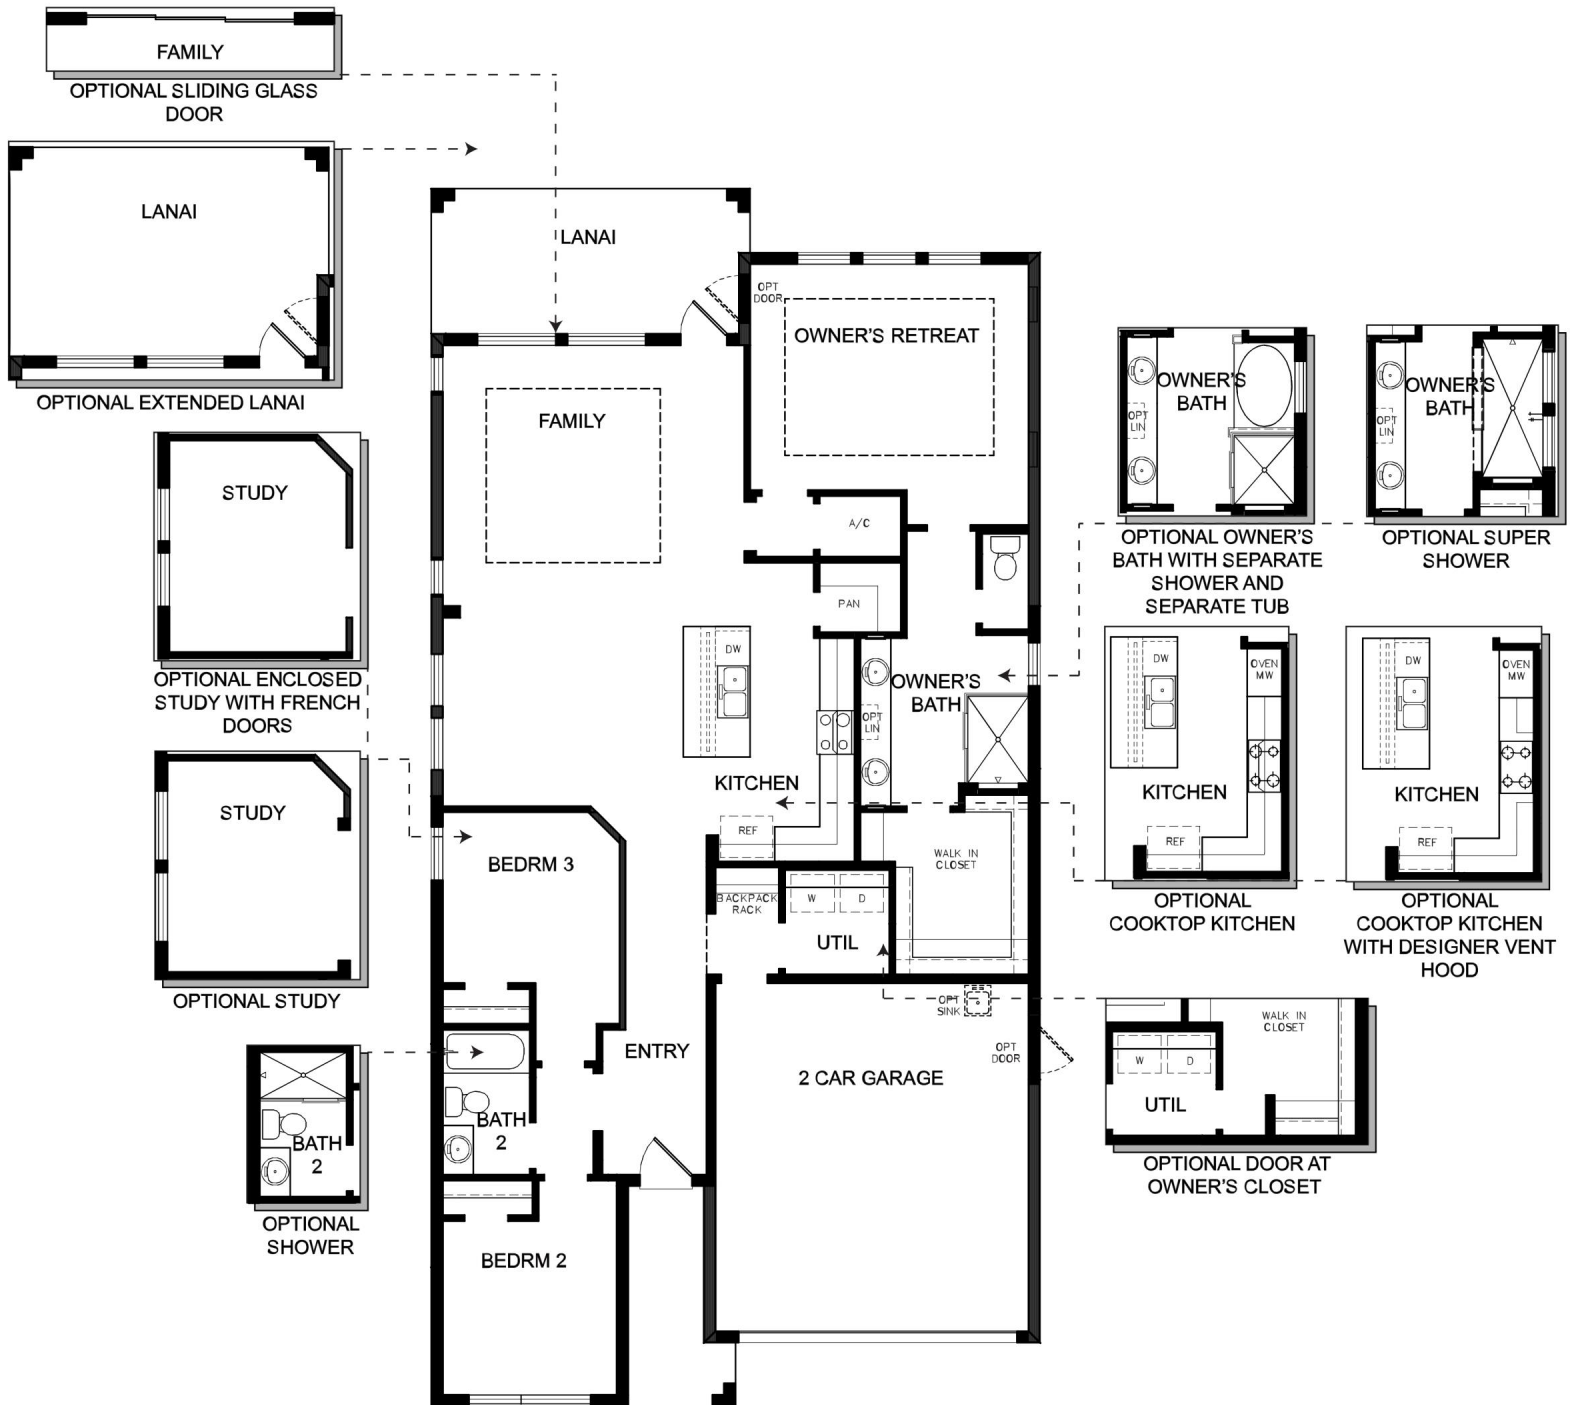 FAMILY
OPTIONAL SLIDING GLASS
DOOR
LANAI
OPTIONAL EXTENDED LANAI
STUDY
OPTIONAL ENCLOSED
STUDY WITH FRENCH
DOORS
STUDY
OPTIONAL STUDY
BATH
2
OPTIONAL
SHOWER
LANAI
OPT
DOOR
OWNER'S RETREAT
FAMILY
A/C
PAN
DW
OWNER'S
BATH
OPT
LIN
KITCHEN
REF
WALK IN
CLOSET
BEDRM 3
BACKPACK
RACK
W
D
UTIL
OPT
SINK
OPT
DOOR
ENTRY
2 CAR GARAGE
BATH
2
BEDRM 2
OWNER'S
BATH
OPT
LIN
OPTIONAL OWNER'S
BATH WITH SEPARATE
SHOWER AND
SEPARATE TUB
OWNER'S
BATH
OPT
LIN
OPTIONAL SUPER
SHOWER
DW
OVEN
MW
KITCHEN
REF
OPTIONAL
COOKTOP KITCHEN
DW
OVEN
MW
KITCHEN
REF
OPTIONAL
COOKTOP KITCHEN
WITH DESIGNER VENT
HOOD
WALK IN
CLOSET
W
D
UTIL
OPTIONAL DOOR AT
OWNER'S CLOSET